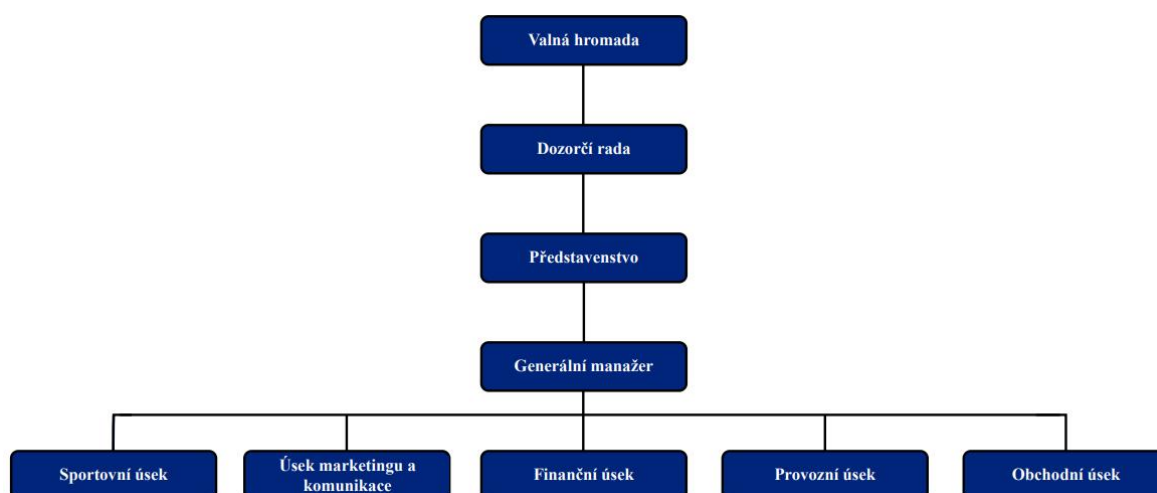 Valná hromada
Dozorčí rada
Představenstvo
Generální manažer
Sportovní úsek
Úsek marketingu a
komunikace
Finanční úsek
Provozní úsek
Obchodní úsek